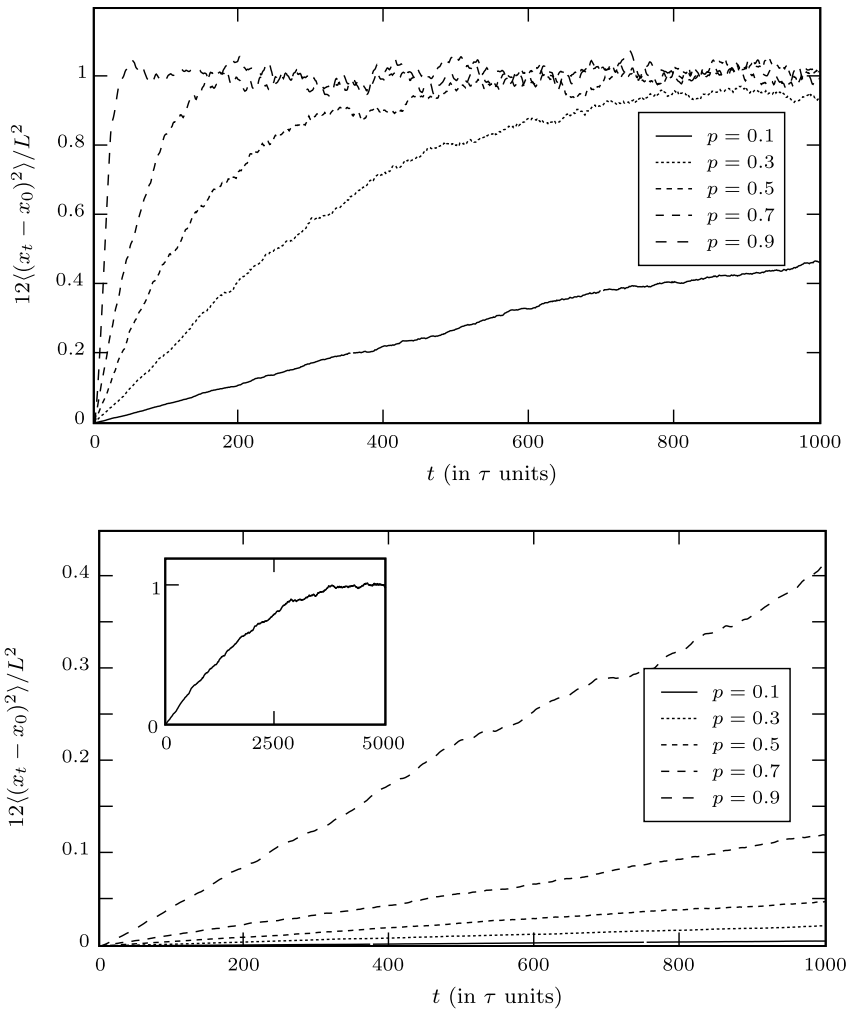 12⟨(x_t − x_0)^2⟩/L^2
1
0.8
0.6
0.4
0.2
0
0 200 400 600 800 1000
t (in τ units)
p = 0.1
p = 0.3
p = 0.5
p = 0.7
p = 0.9
12⟨(x_t − x_0)^2⟩/L^2
0.4
0.3
0.2
0.1
0
1
0
0 2500 5000
p = 0.1
p = 0.3
p = 0.5
p = 0.7
p = 0.9
0 200 400 600 800 1000
t (in τ units)